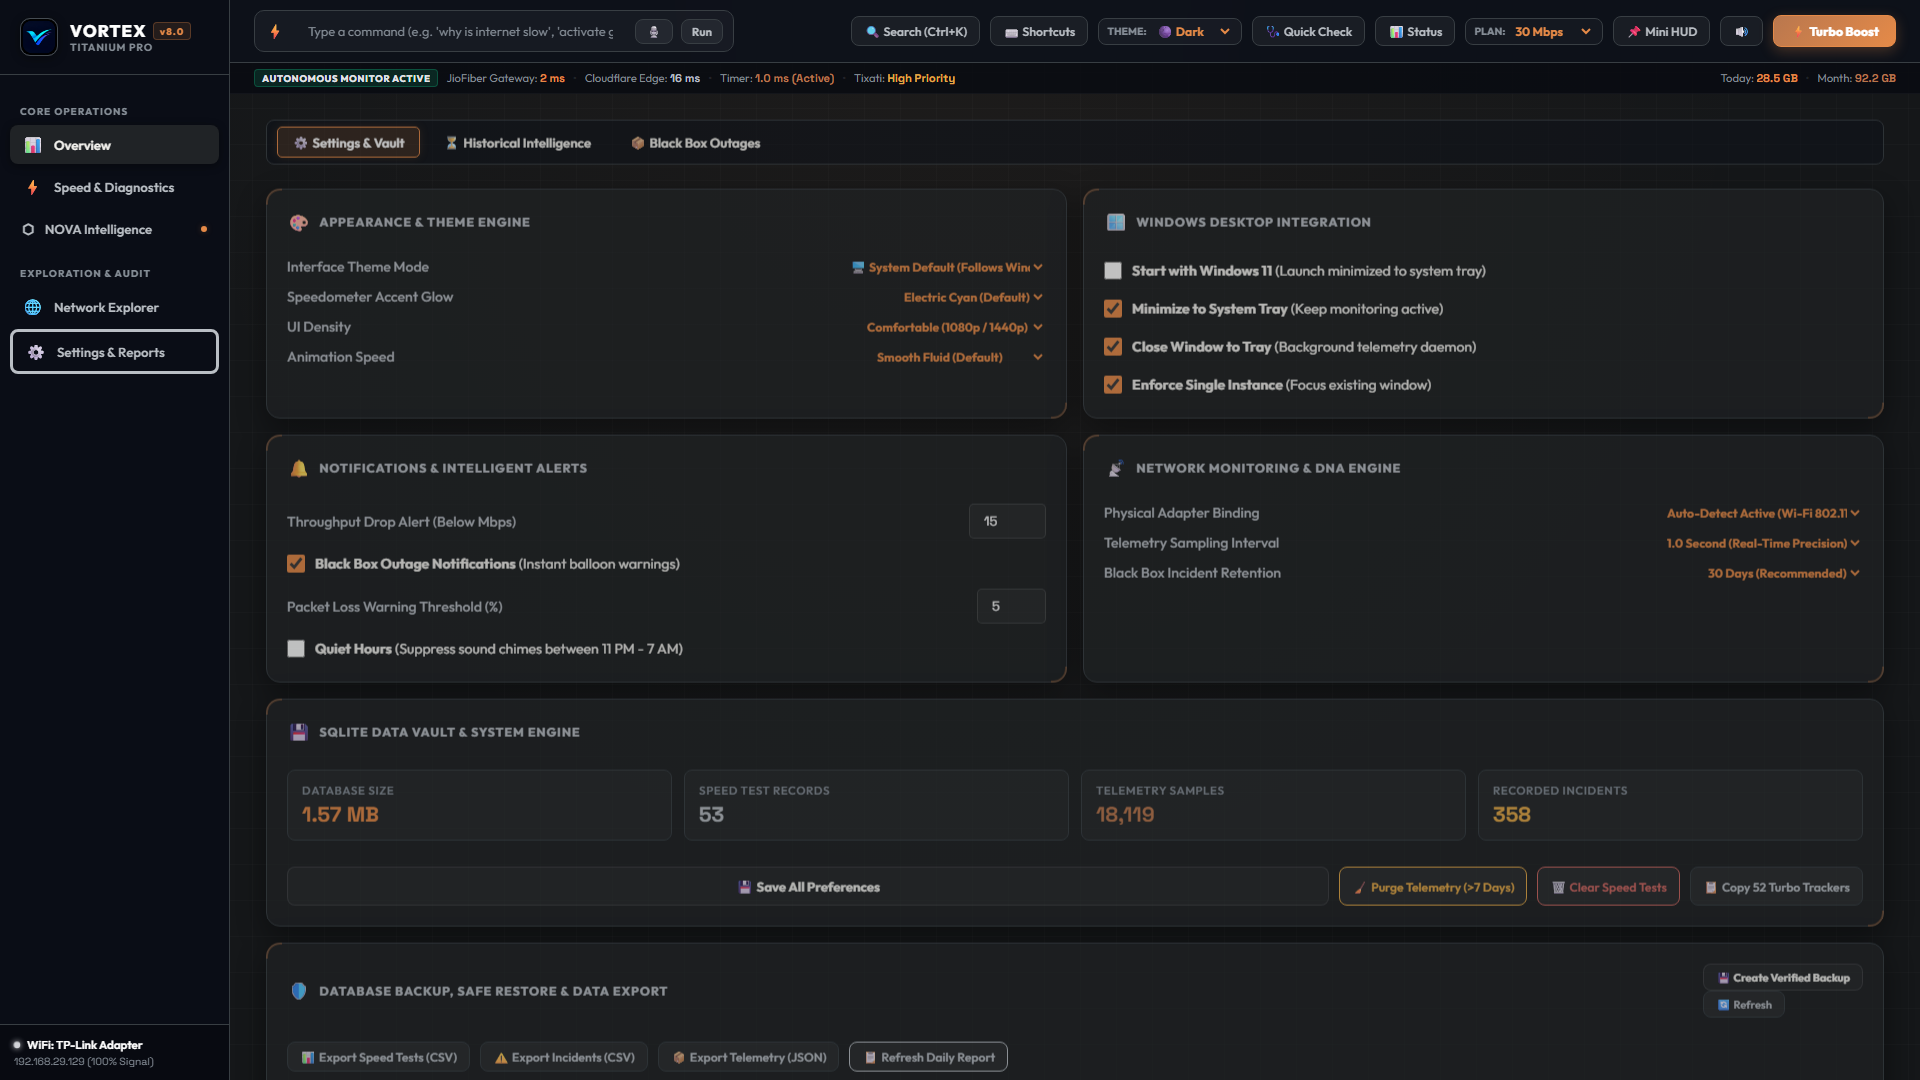 VORTEX v8.0
TITANIUM PRO
Type a command (e.g. 'why is internet slow', 'activate g
Run
Search (Ctrl+K)
Shortcuts
THEME: Dark
Quick Check
Status
PLAN: 30 Mbps
Mini HUD
Turbo Boost
AUTONOMOUS MONITOR ACTIVE JioFiber Gateway: 2 ms · Cloudflare Edge: 16 ms · Timer: 1.0 ms (Active) · Tixati: High Priority
Today: 28.5 GB · Month: 92.2 GB
CORE OPERATIONS
Overview
Speed & Diagnostics
NOVA Intelligence
EXPLORATION & AUDIT
Network Explorer
Settings & Reports
Settings & Vault
Historical Intelligence
Black Box Outages
APPEARANCE & THEME ENGINE
Interface Theme Mode System Default (Follows Win
Speedometer Accent Glow Electric Cyan (Default)
UI Density Comfortable (1080p / 1440p)
Animation Speed Smooth Fluid (Default)
WINDOWS DESKTOP INTEGRATION
Start with Windows 11 (Launch minimized to system tray)
Minimize to System Tray (Keep monitoring active)
Close Window to Tray (Background telemetry daemon)
Enforce Single Instance (Focus existing window)
NOTIFICATIONS & INTELLIGENT ALERTS
Throughput Drop Alert (Below Mbps) 15
Black Box Outage Notifications (Instant balloon warnings)
Packet Loss Warning Threshold (%) 5
Quiet Hours (Suppress sound chimes between 11 PM - 7 AM)
NETWORK MONITORING & DNA ENGINE
Physical Adapter Binding Auto-Detect Active (Wi-Fi 802.11
Telemetry Sampling Interval 1.0 Second (Real-Time Precision)
Black Box Incident Retention 30 Days (Recommended)
SQLITE DATA VAULT & SYSTEM ENGINE
DATABASE SIZE
1.57 MB
SPEED TEST RECORDS
53
TELEMETRY SAMPLES
18,119
RECORDED INCIDENTS
358
Save All Preferences
Purge Telemetry (>7 Days)
Clear Speed Tests
Copy 52 Turbo Trackers
DATABASE BACKUP, SAFE RESTORE & DATA EXPORT
Create Verified Backup
Refresh
Export Speed Tests (CSV)
Export Incidents (CSV)
Export Telemetry (JSON)
Refresh Daily Report
WiFi: TP-Link Adapter
192.168.29.129 (100% Signal)